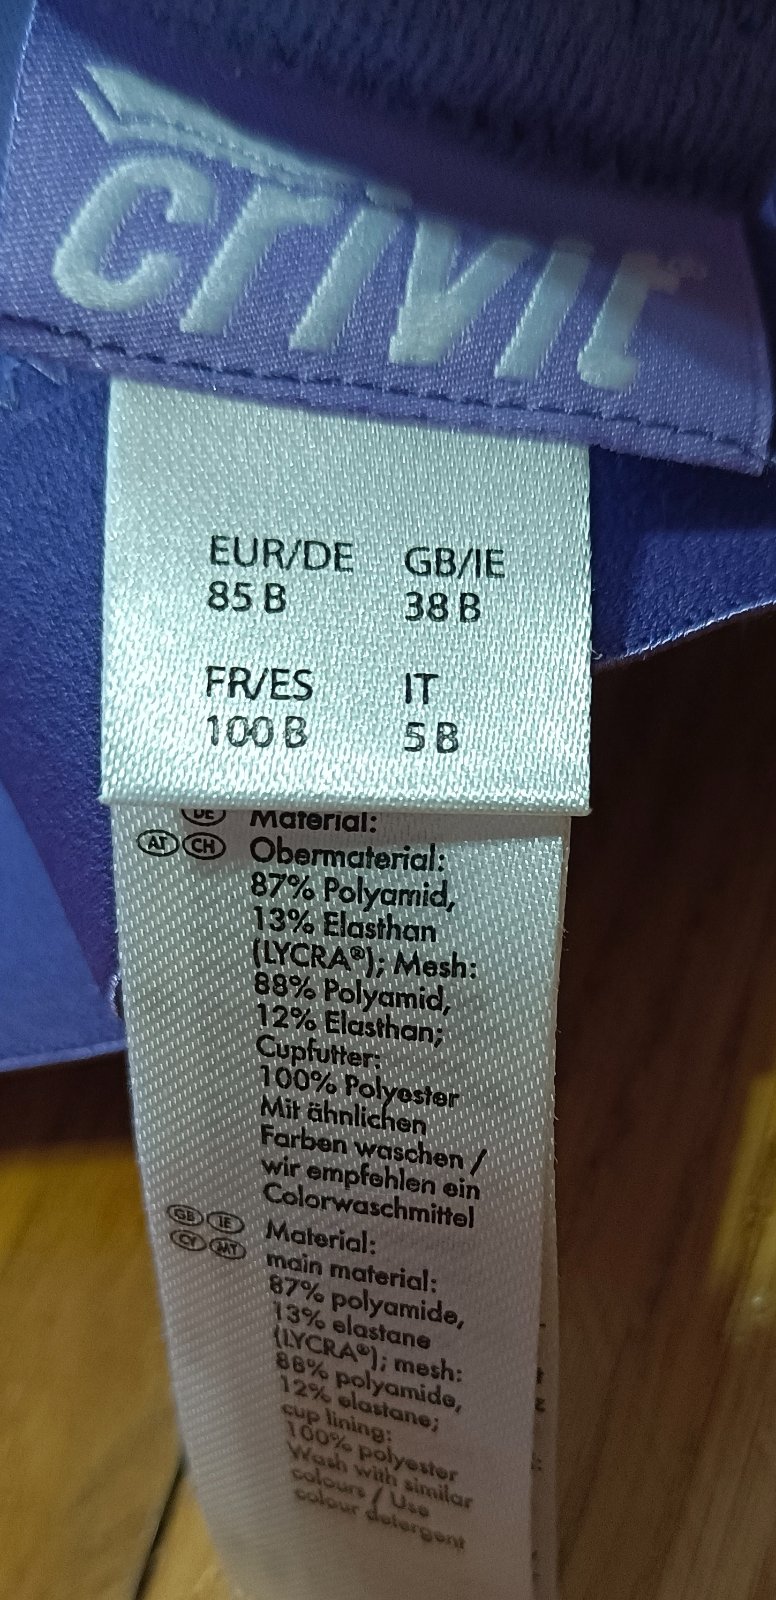 crivit
EUR/DE GB/IE
85 B 38 B
FR/ES IT
100 B 5 B
DE Material:
AT CH Obermaterial:
87% Polyamid,
13% Elasthan
(LYCRA®); Mesh:
88% Polyamid,
12% Elasthan;
Cupfutter:
100% Polyester
Mit ähnlichen
Farben waschen /
wir empfehlen ein
Colorwaschmittel
GB IE Material:
CY MT main material:
87% polyamide,
13% elastane
(LYCRA®); mesh:
88% polyamide,
12% elastane;
cup lining:
100% polyester
Wash with similar
colours / Use
colour detergent